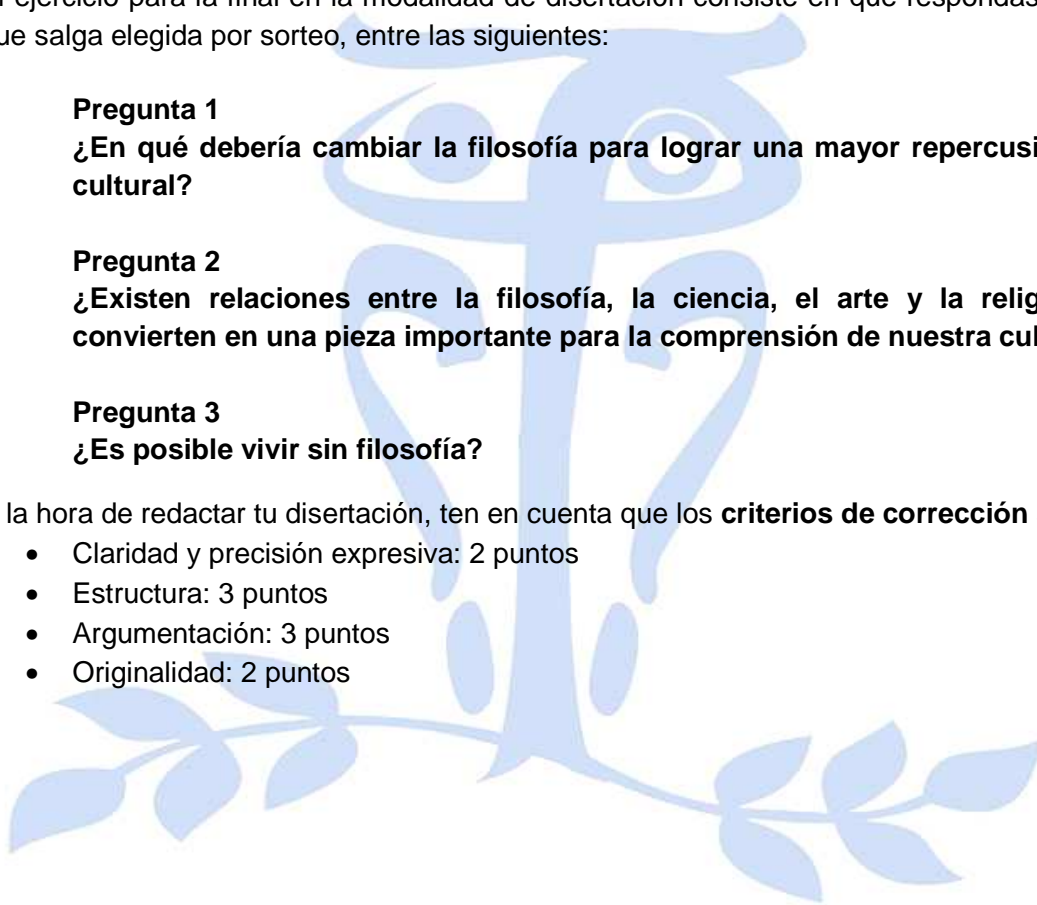 ejercicio para la final en la modalidad de disertación consiste en que respondas
ue salga elegida por sorteo, entre las siguientes:
Pregunta 1
¿En qué debería cambiar la filosofía para lograr una mayor repercusi
cultural?
Pregunta 2
¿Existen relaciones entre la filosofía, la ciencia, el arte y la relig
convierten en una pieza importante para la comprensión de nuestra cul
Pregunta 3
¿Es posible vivir sin filosofía?
la hora de redactar tu disertación, ten en cuenta que los criterios de corrección
• Claridad y precisión expresiva: 2 puntos
• Estructura: 3 puntos
• Argumentación: 3 puntos
• Originalidad: 2 puntos